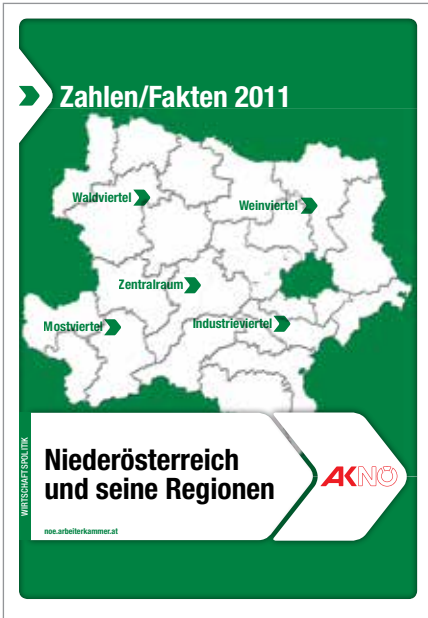 Zahlen/Fakten 2011
Waldviertel
Weinviertel
Zentralraum
Mostviertel
Industrieviertel
WIRTSCHAFTSPOLITIK
Niederösterreich
und seine Regionen
AKNÖ
noe.arbeiterkammer.at